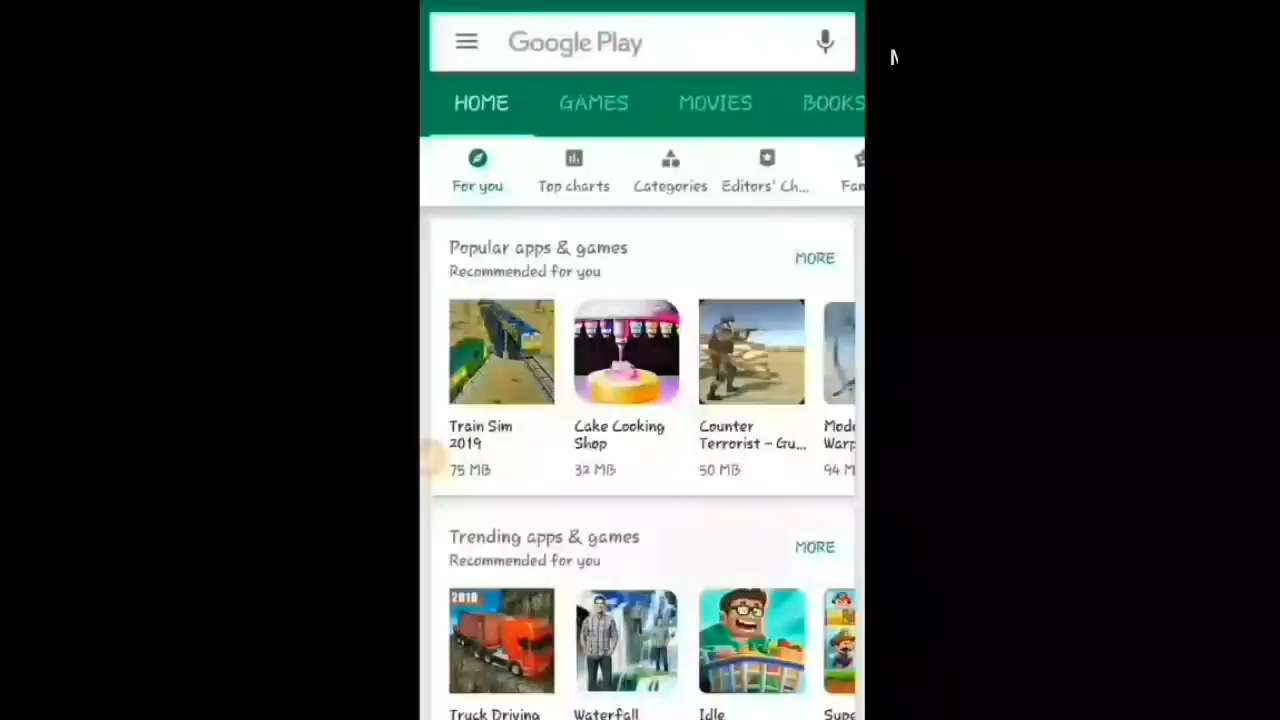 Google Play
HOME GAMES MOVIES BOOKS
For you Top charts Categories Editors' Ch...
Popular apps & games
MORE
Recommended for you
Train Sim
2019
75 MB
Cake Cooking
Shop
32 MB
Counter
Terrorist - Gu...
50 MB
94 M
Trending apps & games
MORE
Recommended for you
2018
Truck Driving
Waterfall
Idle